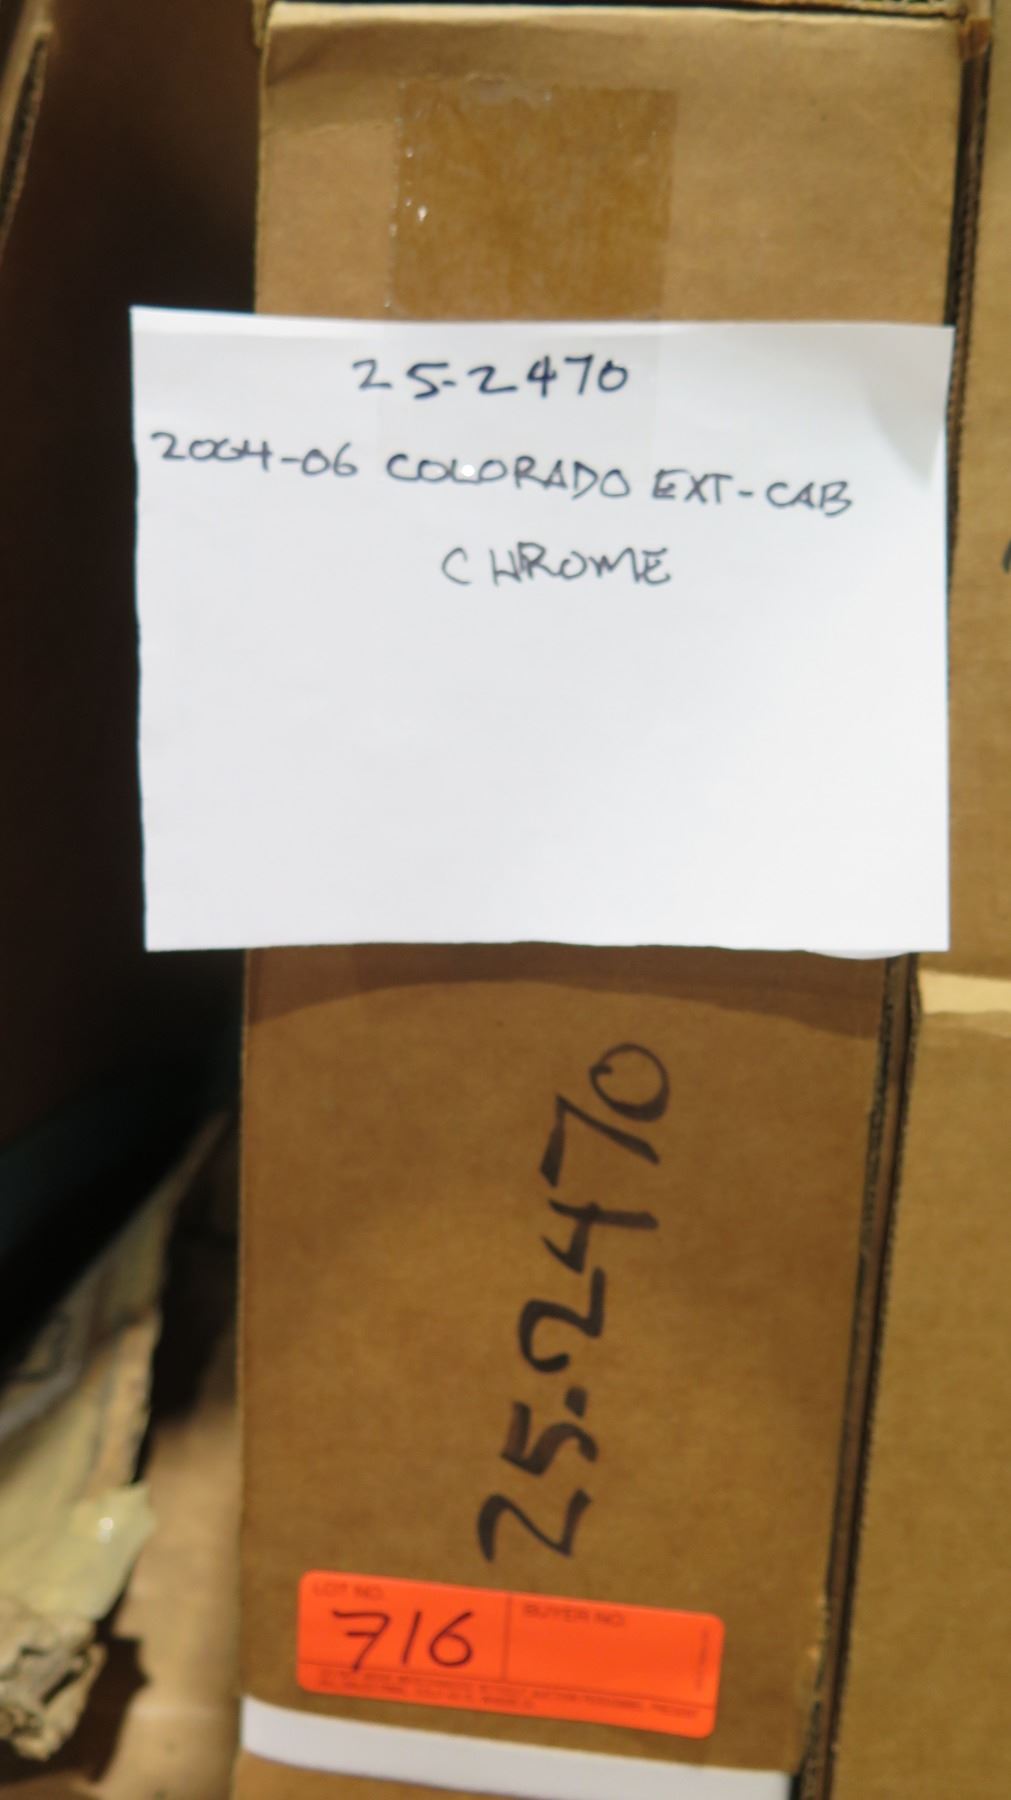 25-2470
2004-06 COLORADO EXT-CAB
CHROME
25.2470
LOT NO.
716
BUYER NO.